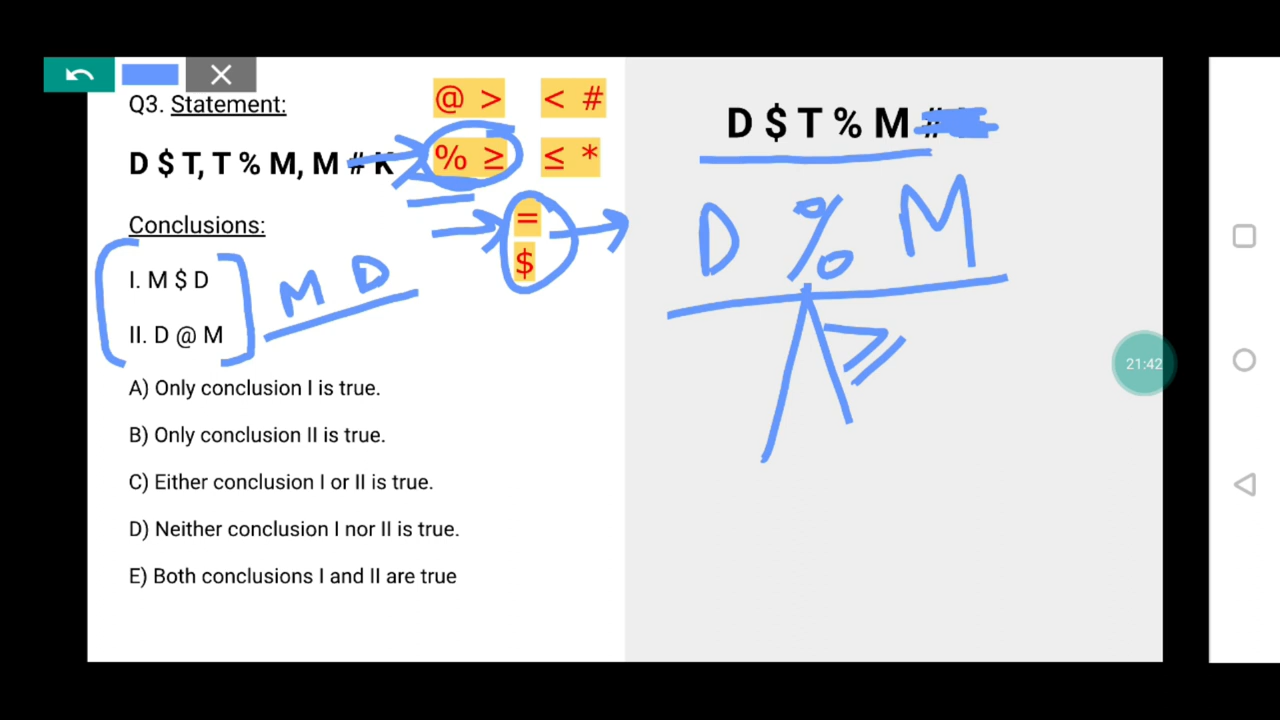 Q3. Statement:
@ > < #
D $ T, T % M, M # K
% ≥ ≤ *
=
$
Conclusions:
I. M $ D
II. D @ M
M D
A) Only conclusion I is true.
B) Only conclusion II is true.
C) Either conclusion I or II is true.
D) Neither conclusion I nor II is true.
E) Both conclusions I and II are true
D $ T % M #
D % M
≥
21:42